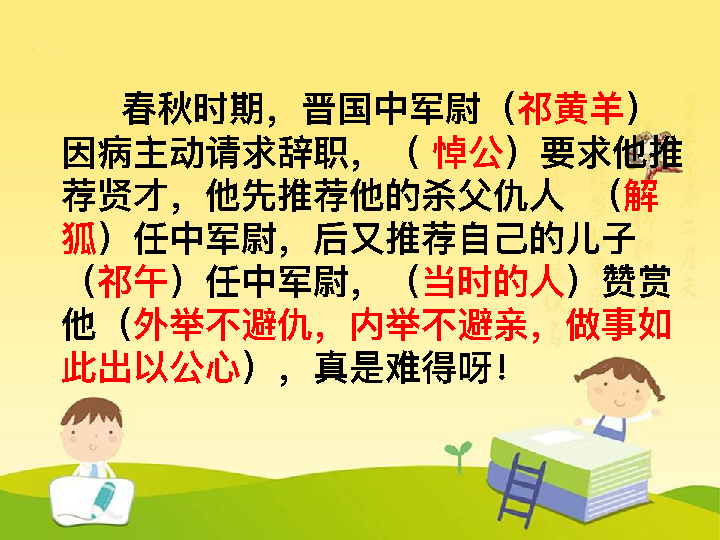 春秋时期，晋国中军尉（祁黄羊）
因病主动请求辞职，（悼公）要求他推
荐贤才，他先推荐他的杀父仇人（解
狐）任中军尉，后又推荐自己的儿子
（祁午）任中军尉，（当时的人）赞赏
他（外举不避仇，内举不避亲，做事如
此出以公心），真是难得呀！